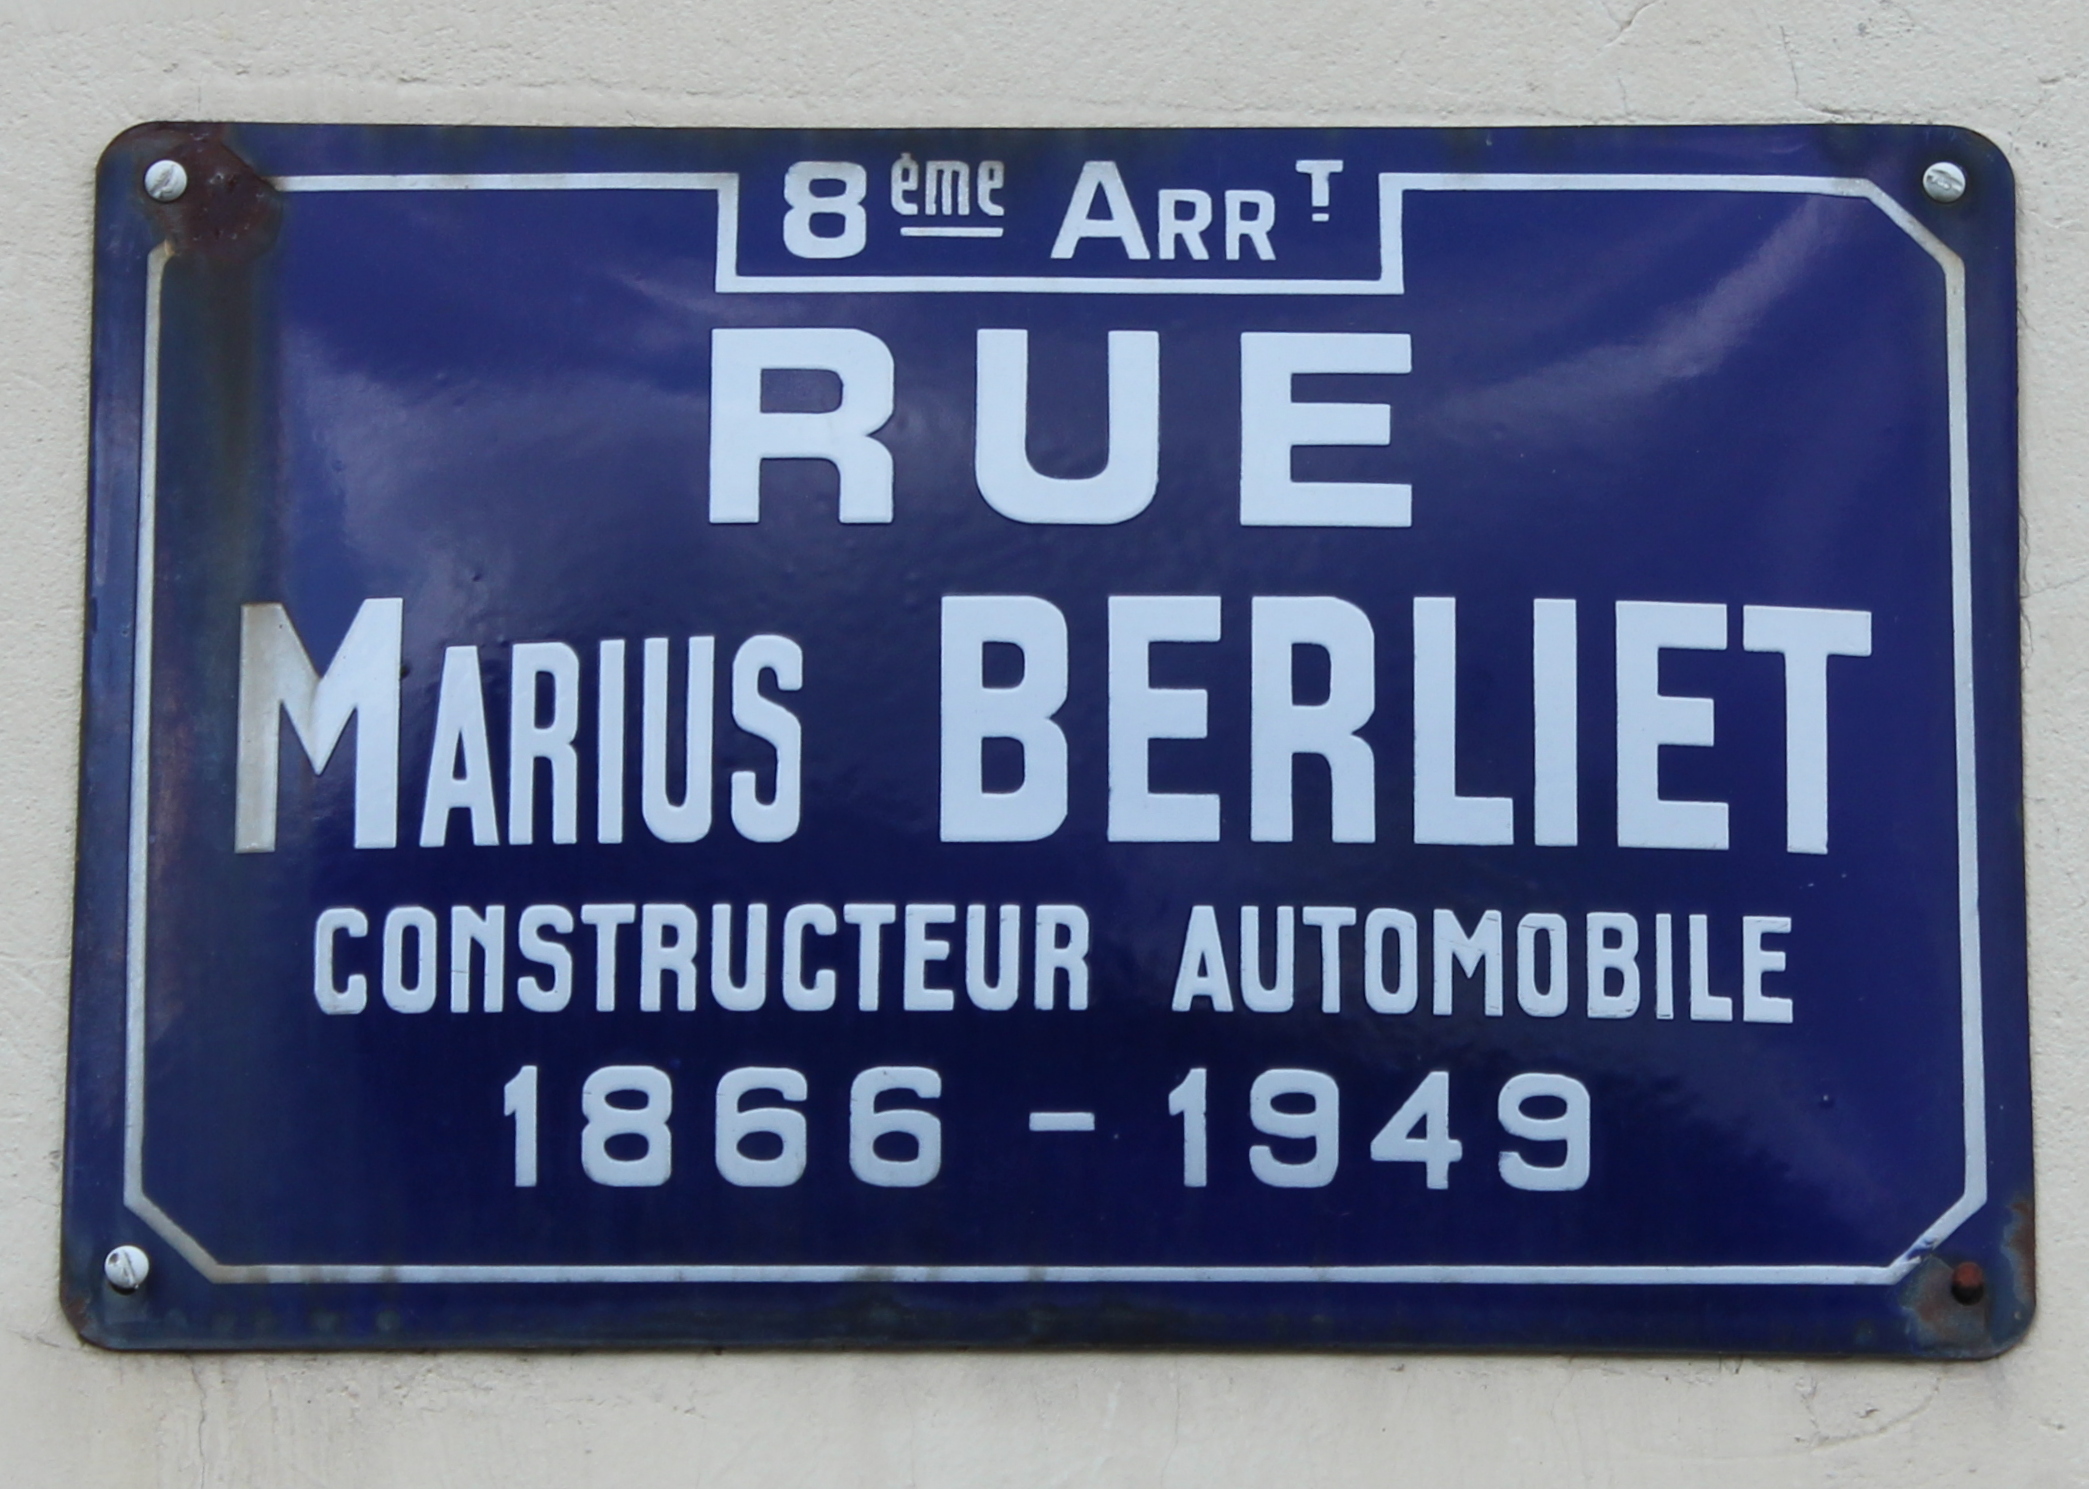 8ème ARRT
RUE
MARIUS BERLIET
CONSTRUCTEUR AUTOMOBILE
1866 - 1949